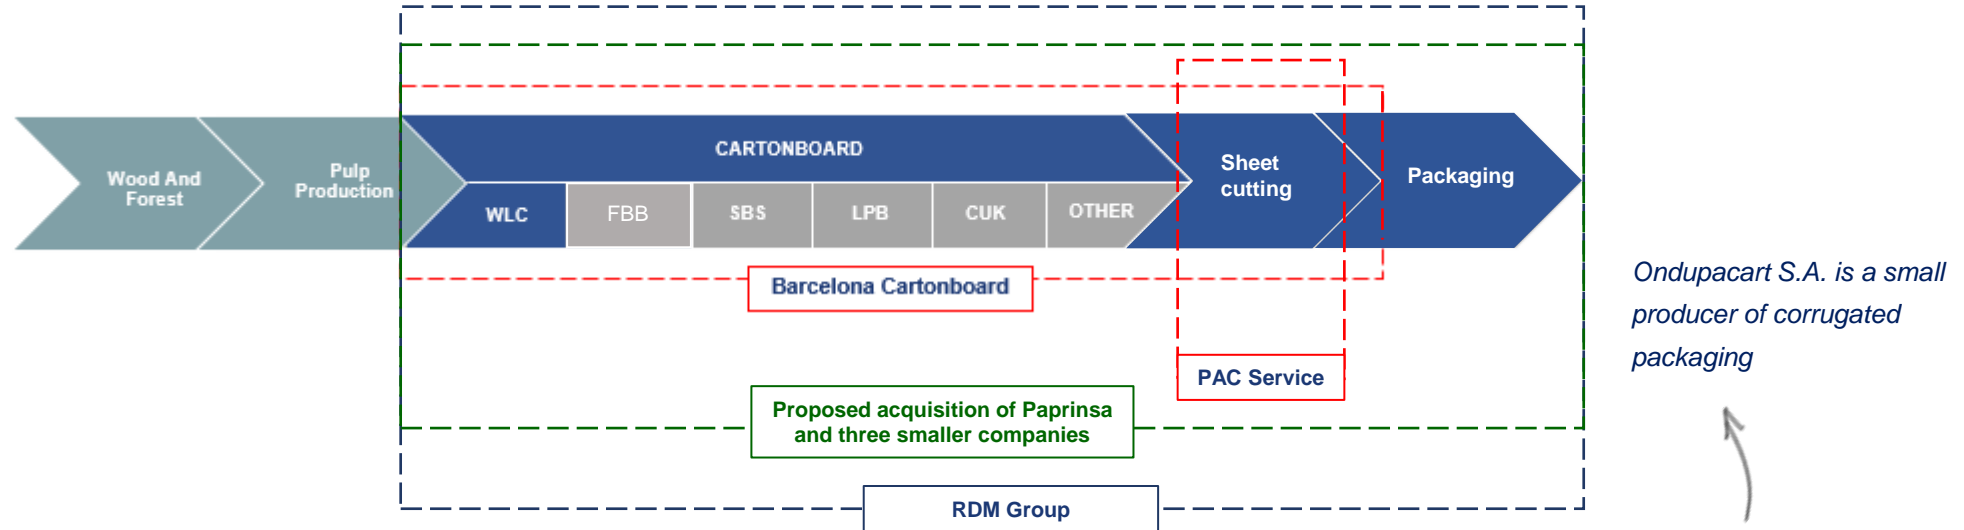 Wood And
Forest
Pulp
Production
CARTONBOARD
WLC
FBB
SBS
LPB
CUK
OTHER
Sheet
cutting
Packaging
Barcelona Cartonboard
PAC Service
Proposed acquisition of Paprinsa
and three smaller companies
RDM Group
Ondupacart S.A. is a small
producer of corrugated
packaging